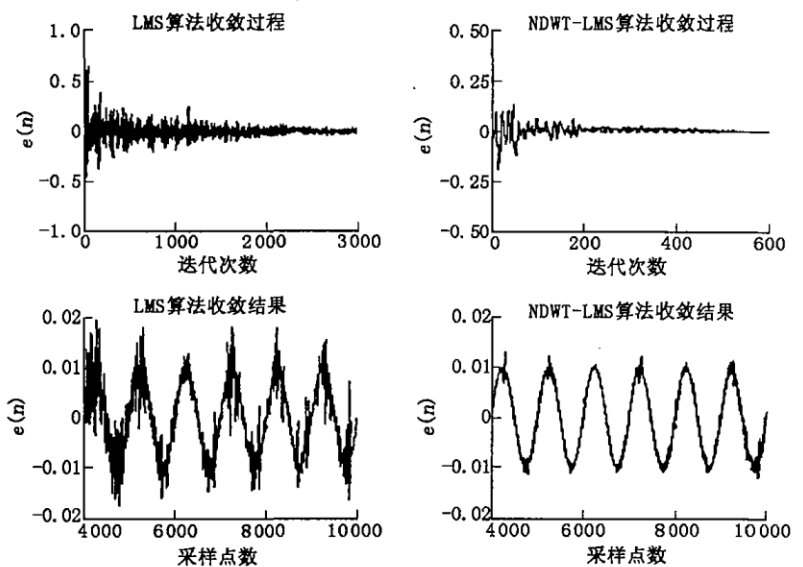 LMS算法收敛过程
1.0
0.5
0
-0.5
-1.0
e(n)
0 1000 2000 3000
迭代次数
NDWT-LMS算法收敛过程
0.50
0.25
0
-0.25
-0.50
e(n)
0 200 400 600
迭代次数
LMS算法收敛结果
0.02
0.01
0
-0.01
-0.02
e(n)
4000 6000 8000 10000
采样点数
NDWT-LMS算法收敛结果
0.02
0.01
0
-0.01
-0.02
e(n)
4000 6000 8000 10000
采样点数